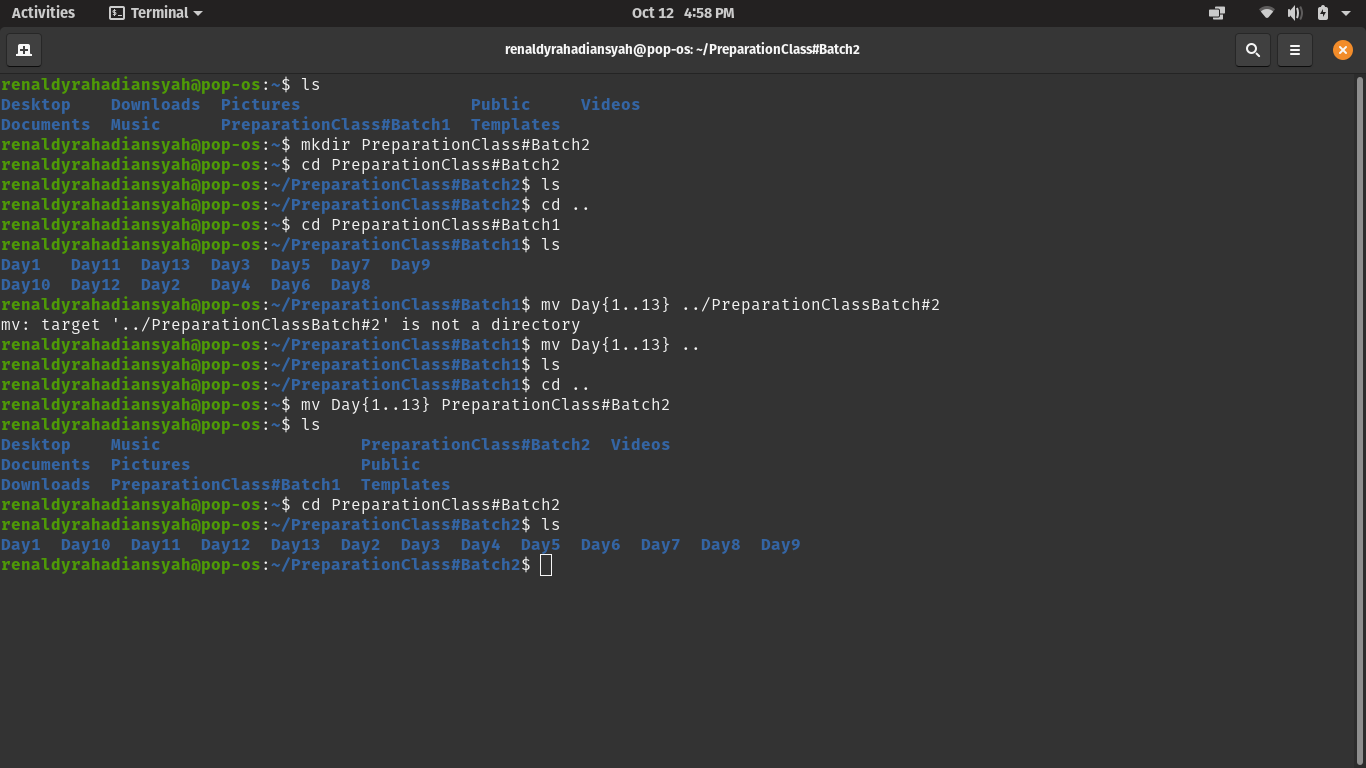 Activities Terminal Oct 12 4:58 PM
renaldyrahadiansyah@pop-os: ~/PreparationClass#Batch2
renaldyrahadiansyah@pop-os:~$ ls
Desktop    Downloads  Pictures                 Public     Videos
Documents  Music      PreparationClass#Batch1  Templates
renaldyrahadiansyah@pop-os:~$ mkdir PreparationClass#Batch2
renaldyrahadiansyah@pop-os:~$ cd PreparationClass#Batch2
renaldyrahadiansyah@pop-os:~/PreparationClass#Batch2$ ls
renaldyrahadiansyah@pop-os:~/PreparationClass#Batch2$ cd ..
renaldyrahadiansyah@pop-os:~$ cd PreparationClass#Batch1
renaldyrahadiansyah@pop-os:~/PreparationClass#Batch1$ ls
Day1   Day11  Day13  Day3  Day5  Day7  Day9
Day10  Day12  Day2   Day4  Day6  Day8
renaldyrahadiansyah@pop-os:~/PreparationClass#Batch1$ mv Day{1..13} ../PreparationClassBatch#2
mv: target '../PreparationClassBatch#2' is not a directory
renaldyrahadiansyah@pop-os:~/PreparationClass#Batch1$ mv Day{1..13} ..
renaldyrahadiansyah@pop-os:~/PreparationClass#Batch1$ ls
renaldyrahadiansyah@pop-os:~/PreparationClass#Batch1$ cd ..
renaldyrahadiansyah@pop-os:~$ mv Day{1..13} PreparationClass#Batch2
renaldyrahadiansyah@pop-os:~$ ls
Desktop    Music                    PreparationClass#Batch2  Videos
Documents  Pictures                 Public
Downloads  PreparationClass#Batch1  Templates
renaldyrahadiansyah@pop-os:~$ cd PreparationClass#Batch2
renaldyrahadiansyah@pop-os:~/PreparationClass#Batch2$ ls
Day1  Day10  Day11  Day12  Day13  Day2  Day3  Day4  Day5  Day6  Day7  Day8  Day9
renaldyrahadiansyah@pop-os:~/PreparationClass#Batch2$